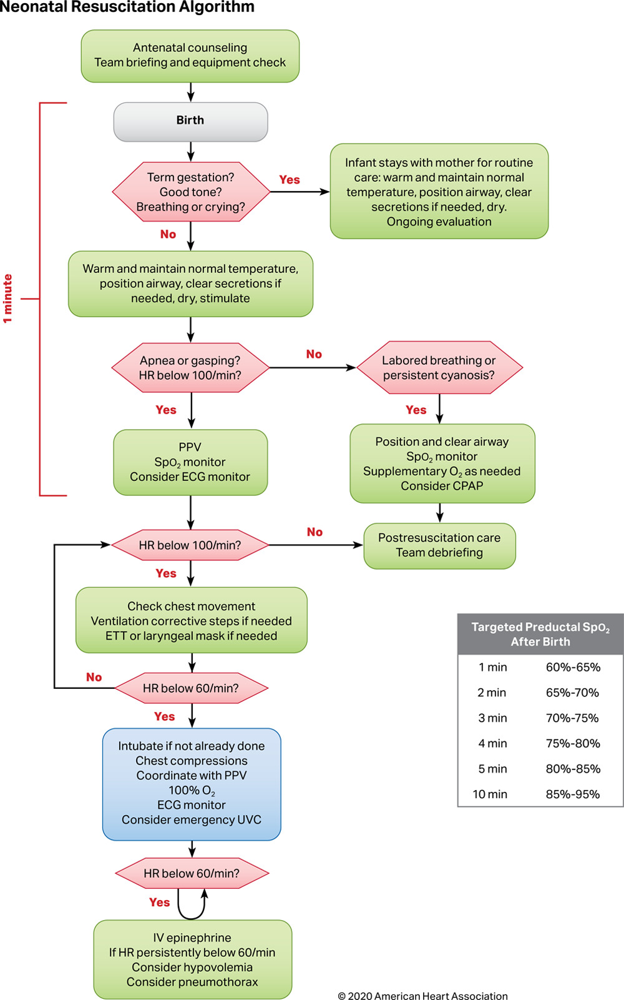 Neonatal Resuscitation Algorithm
Antenatal counseling
Team briefing and equipment check
Birth
Term gestation?
Good tone?
Breathing or crying?
Yes
Infant stays with mother for routine
care: warm and maintain normal
temperature, position airway, clear
secretions if needed, dry.
Ongoing evaluation
No
Warm and maintain normal temperature,
position airway, clear secretions if
needed, dry, stimulate
1 minute
Apnea or gasping?
HR below 100/min?
No
Labored breathing or
persistent cyanosis?
Yes
Yes
PPV
SpO₂ monitor
Consider ECG monitor
Position and clear airway
SpO₂ monitor
Supplementary O₂ as needed
Consider CPAP
HR below 100/min?
No
Postresuscitation care
Team debriefing
Yes
Check chest movement
Ventilation corrective steps if needed
ETT or laryngeal mask if needed
HR below 60/min?
No
Yes
Intubate if not already done
Chest compressions
Coordinate with PPV
100% O₂
ECG monitor
Consider emergency UVC
HR below 60/min?
Yes
IV epinephrine
If HR persistently below 60/min
Consider hypovolemia
Consider pneumothorax
Targeted Preductal SpO₂
After Birth
1 min 60%-65%
2 min 65%-70%
3 min 70%-75%
4 min 75%-80%
5 min 80%-85%
10 min 85%-95%
© 2020 American Heart Association